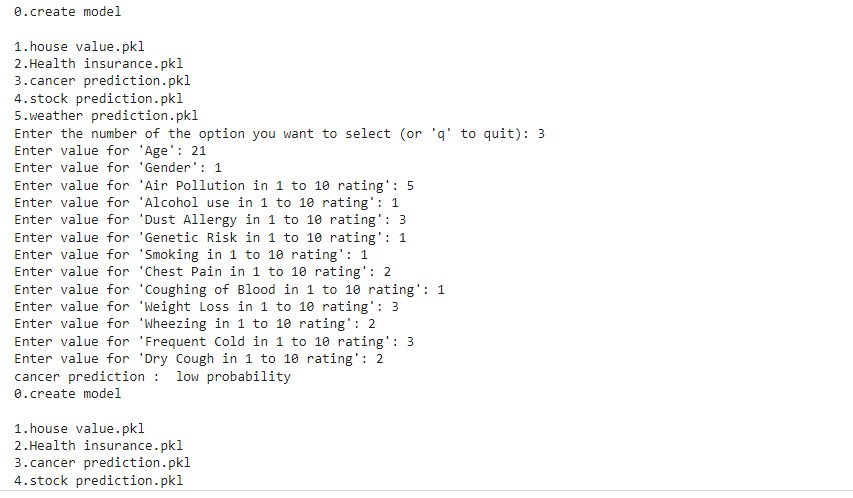 0.create model
1.house value.pkl
2.Health insurance.pkl
3.cancer prediction.pkl
4.stock prediction.pkl
5.weather prediction.pkl
Enter the number of the option you want to select (or 'q' to quit): 3
Enter value for 'Age': 21
Enter value for 'Gender': 1
Enter value for 'Air Pollution in 1 to 10 rating': 5
Enter value for 'Alcohol use in 1 to 10 rating': 1
Enter value for 'Dust Allergy in 1 to 10 rating': 3
Enter value for 'Genetic Risk in 1 to 10 rating': 1
Enter value for 'Smoking in 1 to 10 rating': 1
Enter value for 'Chest Pain in 1 to 10 rating': 2
Enter value for 'Coughing of Blood in 1 to 10 rating': 1
Enter value for 'Weight Loss in 1 to 10 rating': 3
Enter value for 'Wheezing in 1 to 10 rating': 2
Enter value for 'Frequent Cold in 1 to 10 rating': 3
Enter value for 'Dry Cough in 1 to 10 rating': 2
cancer prediction :  low probability
0.create model
1.house value.pkl
2.Health insurance.pkl
3.cancer prediction.pkl
4.stock prediction.pkl